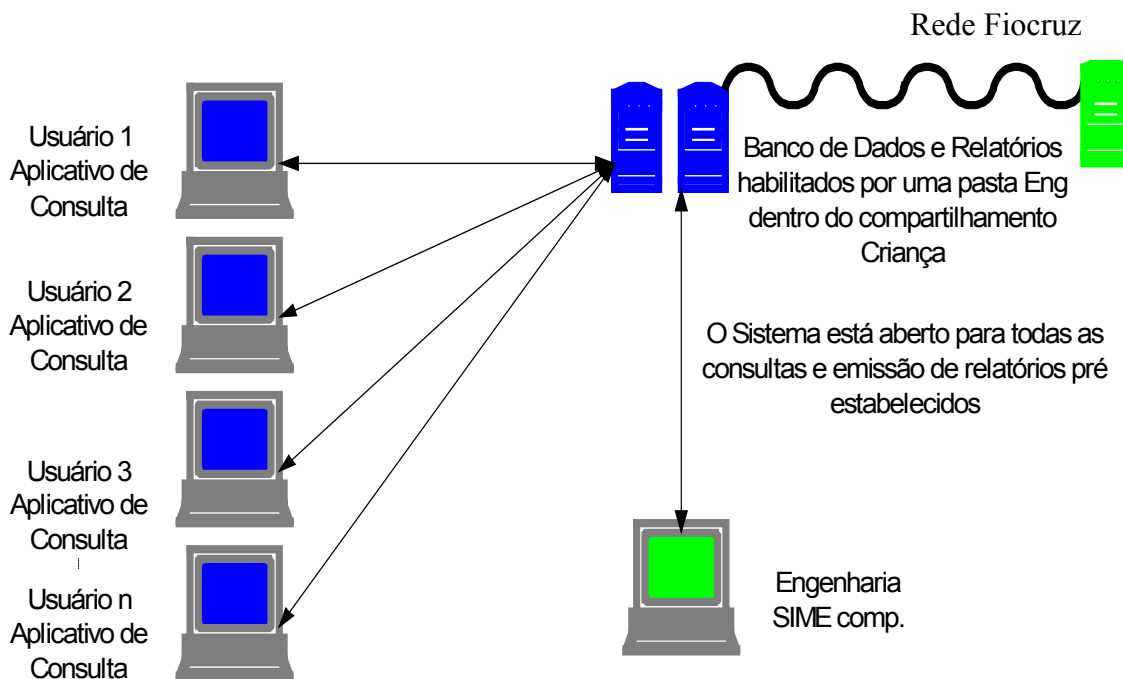 Rede Fiocruz
Usuário 1
Aplicativo de
Consulta
Banco de Dados e Relatórios
habilitados por uma pasta Eng
dentro do compartilhamento
Criança
Usuário 2
Aplicativo de
Consulta
O Sistema está aberto para todas as
consultas e emissão de relatórios pré
estabelecidos
Usuário 3
Aplicativo de
Consulta
Engenharia
SIME comp.
Usuário n
Aplicativo de
Consulta